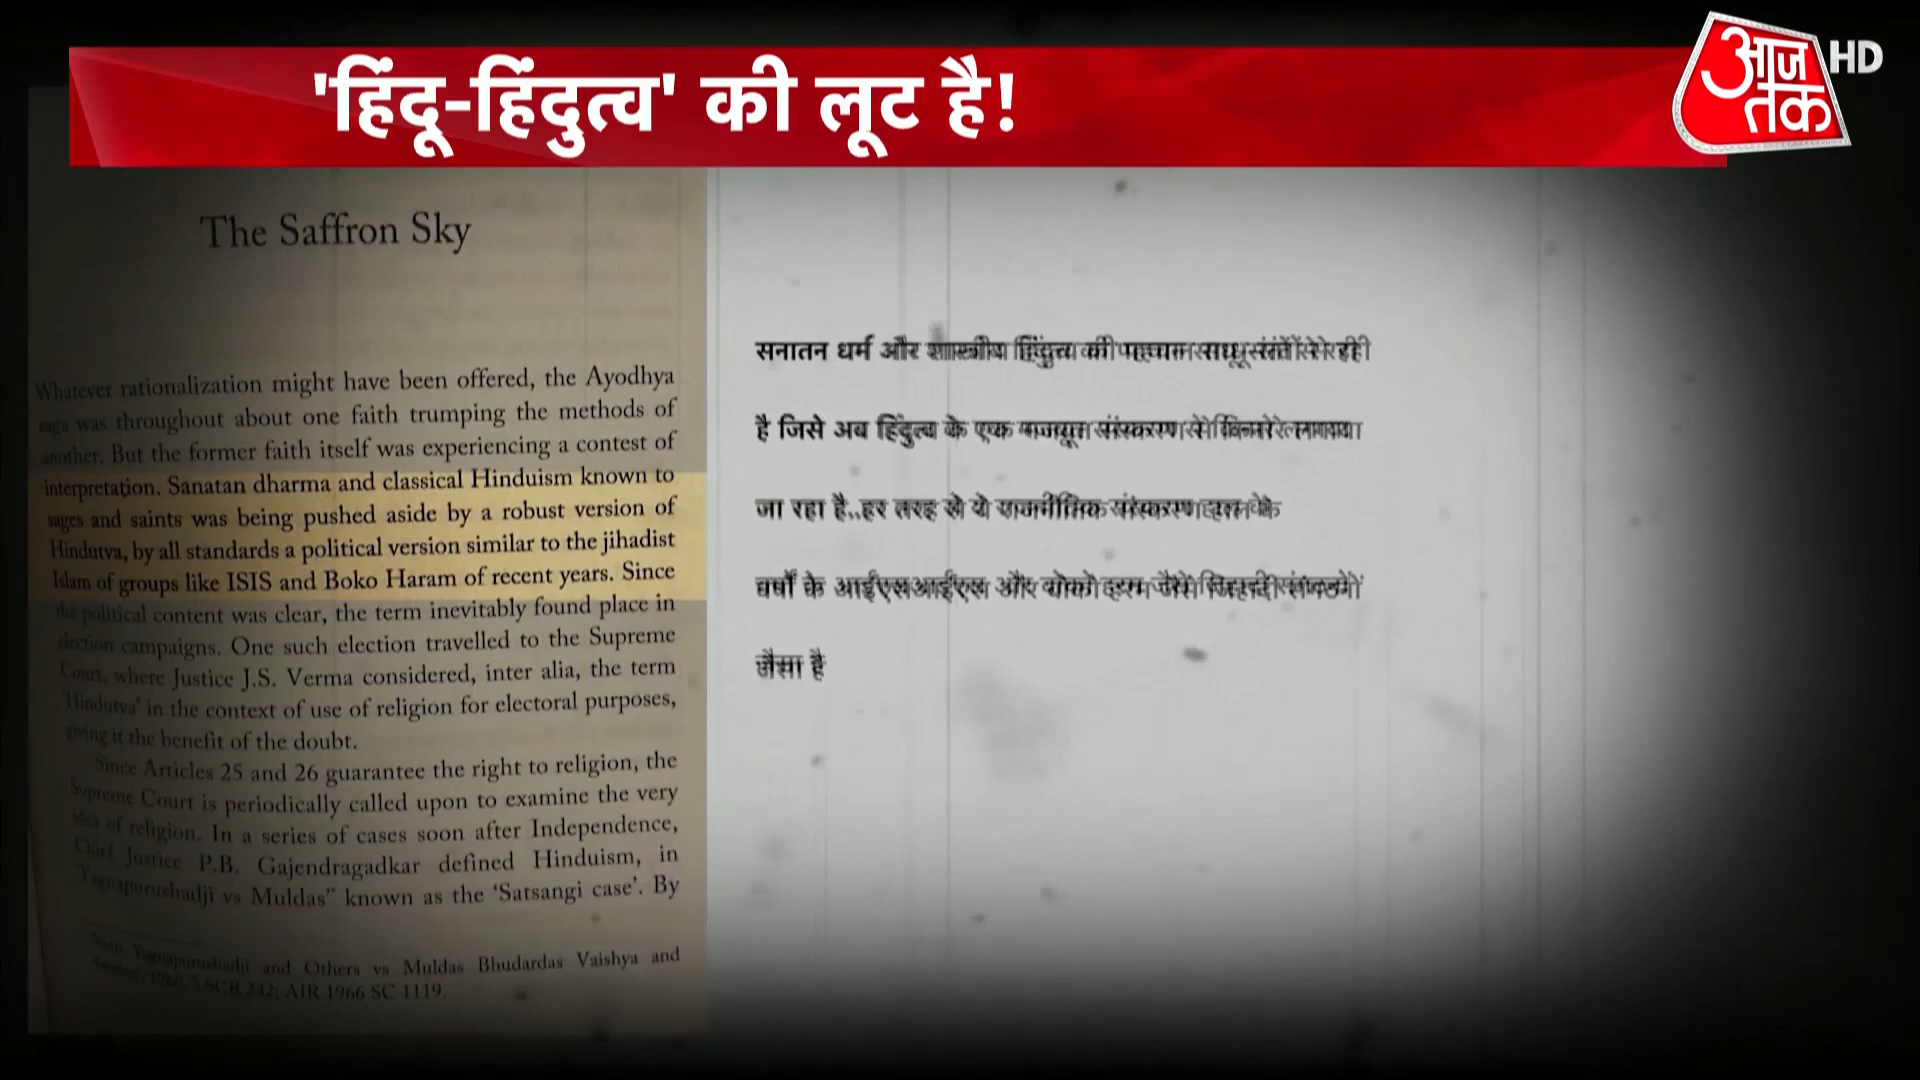 'हिंदू-हिंदुत्व' की लूट है!
आज
तक
HD
The Saffron Sky
Whatever rationalization might have been offered, the Ayodhya
saga was throughout about one faith trumping the methods of
another. But the former faith itself was experiencing a contest of
interpretation. Sanatan dharma and classical Hinduism known to
sages and saints was being pushed aside by a robust version of
Hindutva, by all standards a political version similar to the jihadist
Islam of groups like ISIS and Boko Haram of recent years. Since
the political content was clear, the term inevitably found place in
election campaigns. One such election travelled to the Supreme
Court, where Justice J.S. Verma considered, inter alia, the term
'Hindutva' in the context of use of religion for electoral purposes,
giving it the benefit of the doubt.
Since Articles 25 and 26 guarantee the right to religion, the
Supreme Court is periodically called upon to examine the very
idea of religion. In a series of cases soon after Independence,
Chief Justice P.B. Gajendragadkar defined Hinduism, in
Yagnapurushadji vs Muldas" known as the 'Satsangi case'. By
Yagnapurushadji and Others vs Muldas Bhudardas Vaishya and
SCR 242; AIR 1966 SC 1119.
सनातन धर्म और शास्त्रीय हिंदुत्व की पहचान साधू-संतों से रही
है जिसे अब हिंदुत्व के एक मजबूत संस्करण से किनारे लगाया
जा रहा है..हर तरह से ये राजनीतिक संस्करण हाल के
वर्षों के आईएसआईएस और बोको हरम जैसे जिहादी संगठनों
जैसा है